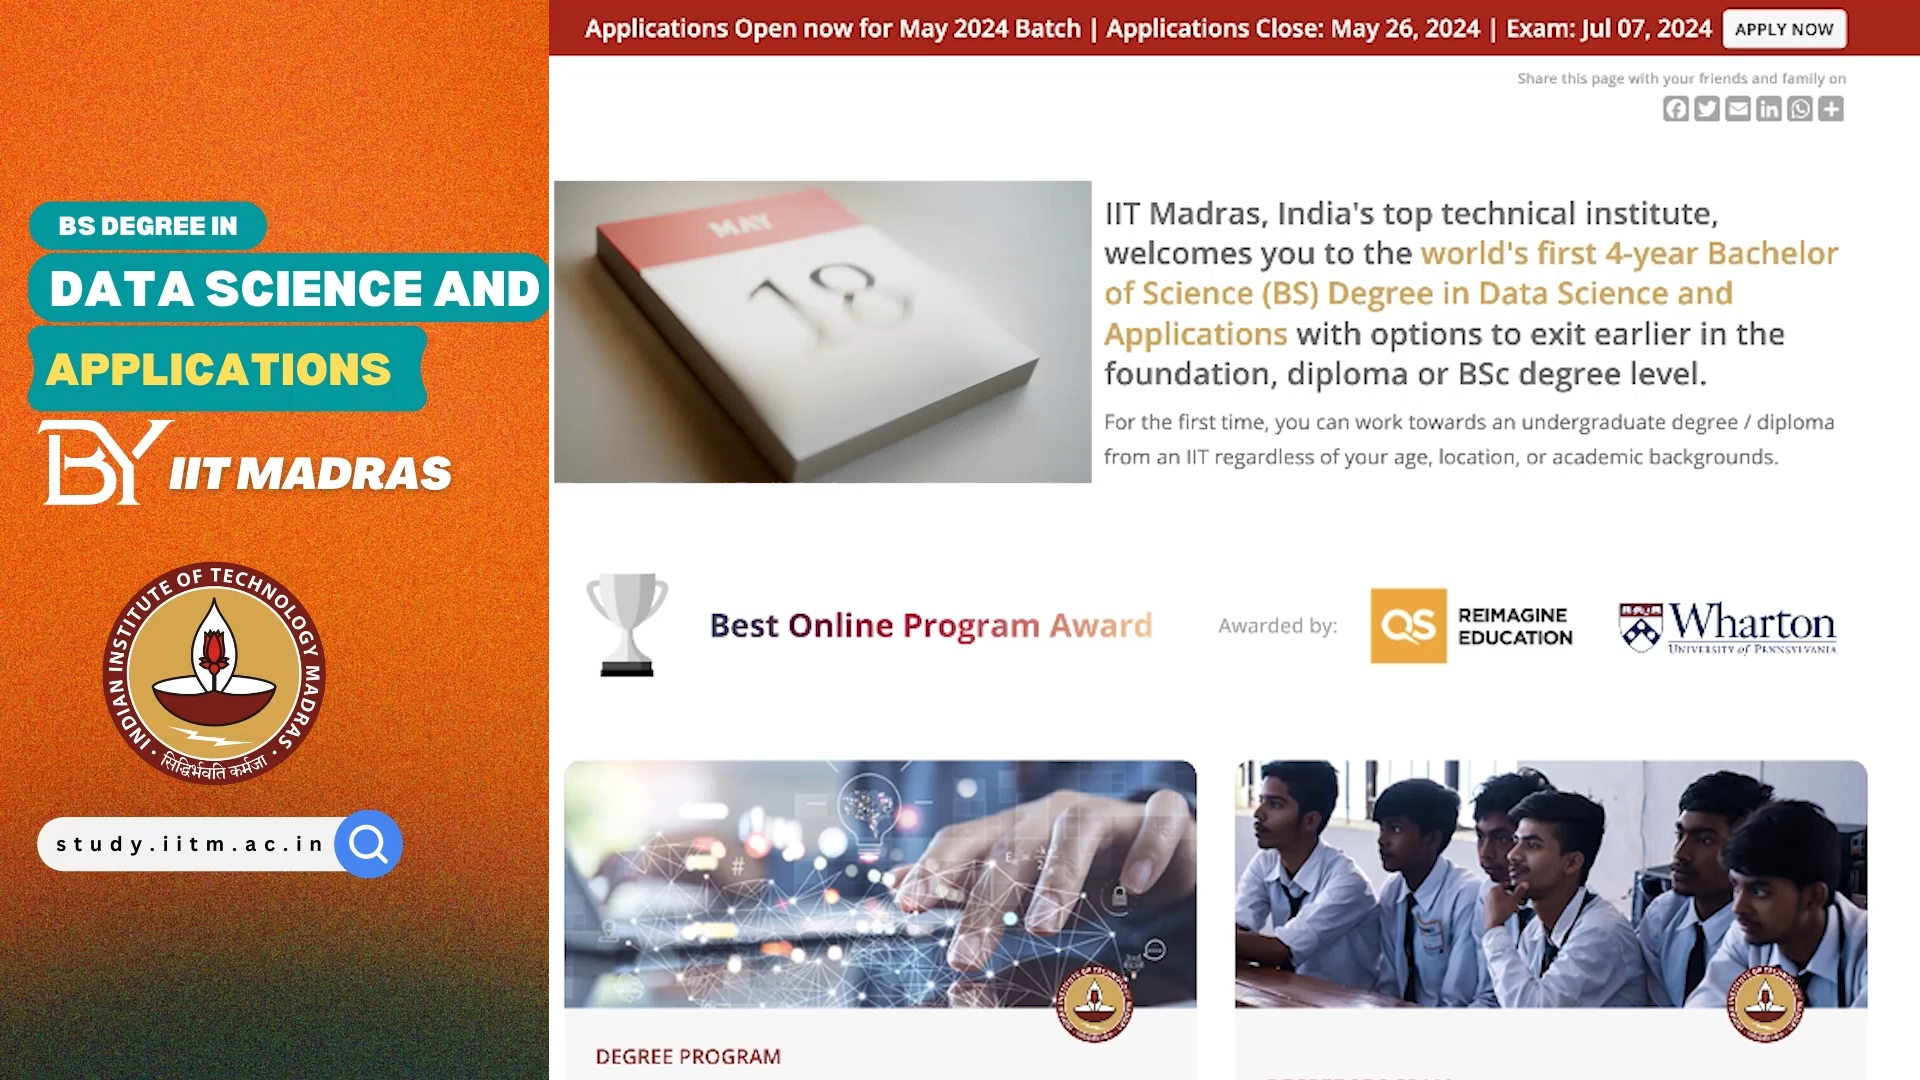 BS DEGREE IN
DATA SCIENCE AND
APPLICATIONS
BY IIT MADRAS
INDIAN INSTITUTE OF TECHNOLOGY MADRAS
सिद्धिर्भवति कर्मजा
study.iitm.ac.in
Applications Open now for May 2024 Batch | Applications Close: May 26, 2024 | Exam: Jul 07, 2024 APPLY NOW
Share this page with your friends and family on
MAY
18
IIT Madras, India's top technical institute,
welcomes you to the world's first 4-year Bachelor
of Science (BS) Degree in Data Science and
Applications with options to exit earlier in the
foundation, diploma or BSc degree level.
For the first time, you can work towards an undergraduate degree / diploma
from an IIT regardless of your age, location, or academic backgrounds.
Best Online Program Award
Awarded by:
QS REIMAGINE
EDUCATION
Wharton
UNIVERSITY of PENNSYLVANIA
DEGREE PROGRAM